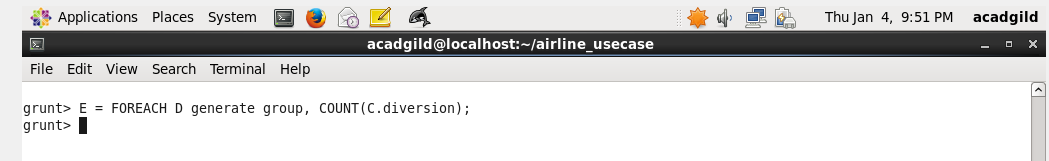 Applications Places System Thu Jan 4, 9:51 PM acadgild
acadgild@localhost:~/airline_usecase
File Edit View Search Terminal Help
grunt> E = FOREACH D generate group, COUNT(C.diversion);
grunt>